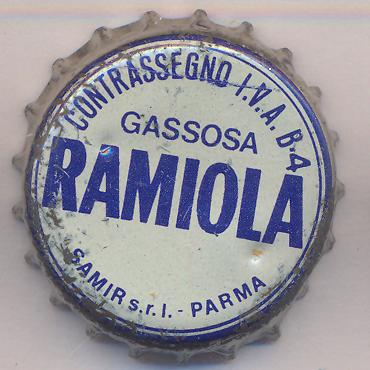 CONTRASSEGNO I.V.A. B.4
GASSOSA
RAMIOLA
SAMIR s.r.l. - PARMA